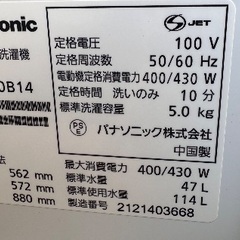 onic
JET
洗濯機
OB14
定格電圧 100 V
定格周波数 50/60 Hz
電動機定格消費電力 400/430 W
定格時間 洗いのみ 10 分
標準洗濯容量 5.0 kg
PSE
パナソニック株式会社
中国製
法
562 mm
572 mm
880 mm
最大消費電力 400/430 W
標準水量 47 L
標準使用水量 114 L
製造番号 2121403668